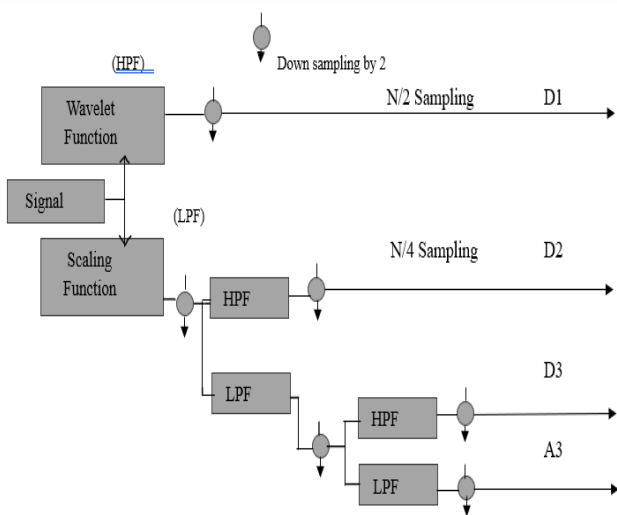 Down sampling by 2
(HPF)
Wavelet
Function
N/2 Sampling
D1
Signal
(LPF)
Scaling
Function
N/4 Sampling
D2
HPF
LPF
D3
HPF
A3
LPF